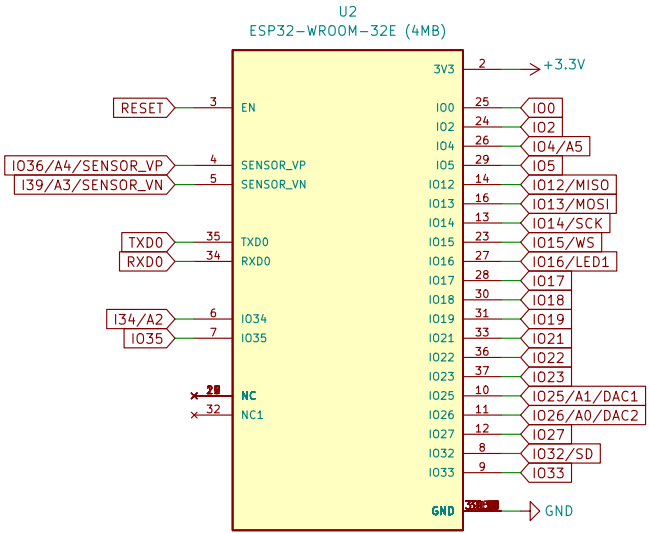 U2
ESP32-WROOM-32E (4MB)
3V3 2 +3.3V
RESET 3 EN IO0 25 IO0
IO2 24 IO2
IO4 26 IO4/A5
IO36/A4/SENSOR_VP 4 SENSOR_VP IO5 29 IO5
I39/A3/SENSOR_VN 5 SENSOR_VN IO12 14 IO12/MISO
IO13 16 IO13/MOSI
IO14 13 IO14/SCK
TXD0 35 TXD0 IO15 23 IO15/WS
RXD0 34 RXD0 IO16 27 IO16/LED1
IO17 28 IO17
IO18 30 IO18
I34/A2 6 IO34 IO19 31 IO19
IO35 7 IO35 IO21 33 IO21
IO22 36 IO22
IO23 37 IO23
NC IO25 10 IO25/A1/DAC1
32 NC1 IO26 11 IO26/A0/DAC2
IO27 12 IO27
IO32 8 IO32/SD
IO33 9 IO33
GND GND